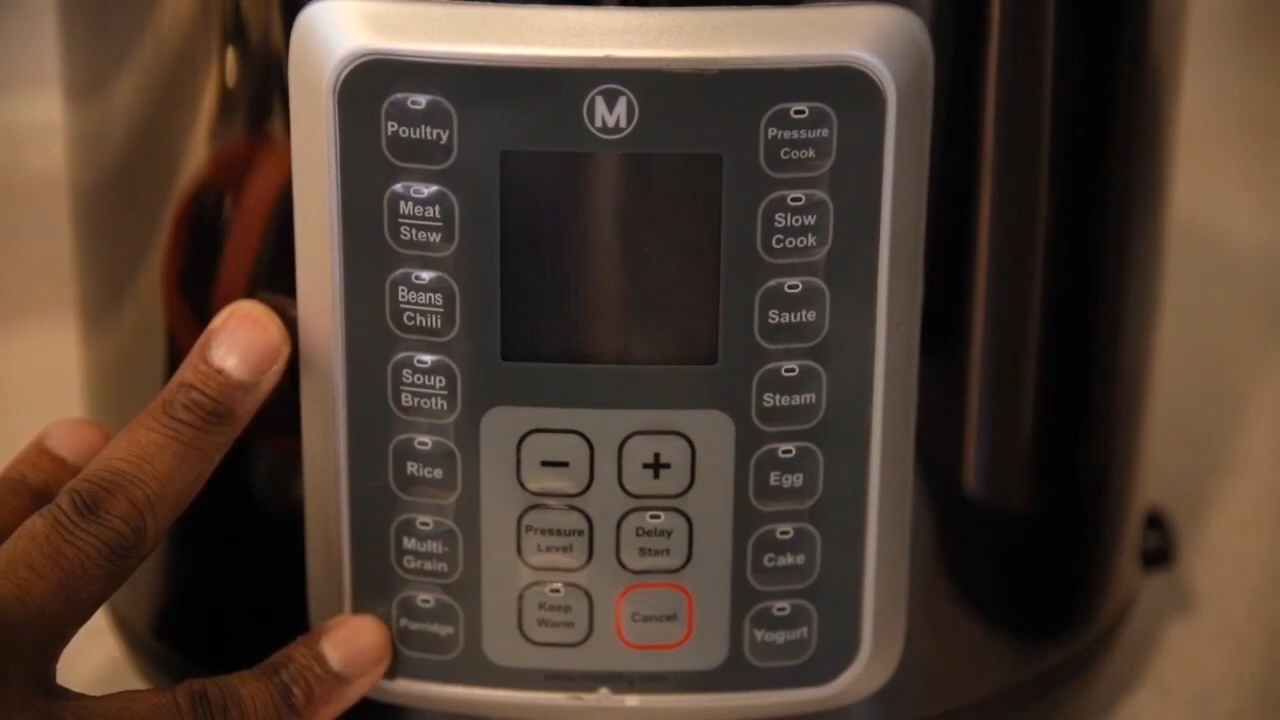 M
Poultry
Meat
Stew
Beans
Chili
Soup
Broth
Rice
Multi-
Grain
Porridge
Pressure
Cook
Slow
Cook
Saute
Steam
Egg
Cake
Yogurt
−
+
Pressure
Level
Delay
Start
Keep
Warm
Cancel